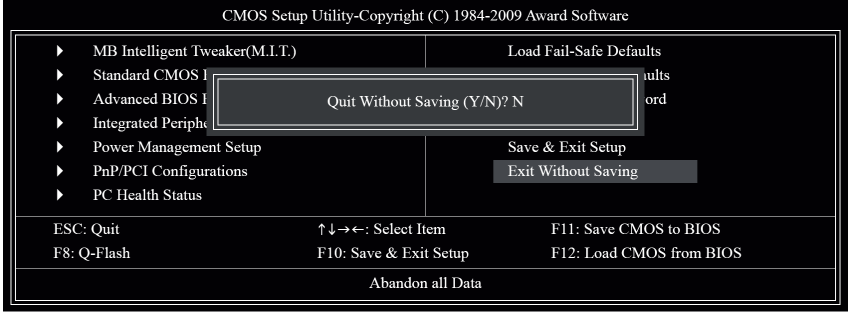 CMOS Setup Utility-Copyright (C) 1984-2009 Award Software
MB Intelligent Tweaker(M.I.T.)
Load Fail-Safe Defaults
Standard CMOS
Advanced BIOS
Integrated
Quit Without Saving (Y/N)? N
Power Management Setup
Save & Exit Setup
PnP/PCI Configurations
Exit Without Saving
PC Health Status
ESC: Quit
↑↓→←: Select Item
F11: Save CMOS to BIOS
F8: Q-Flash
F10: Save & Exit Setup
F12: Load CMOS from BIOS
Abandon all Data